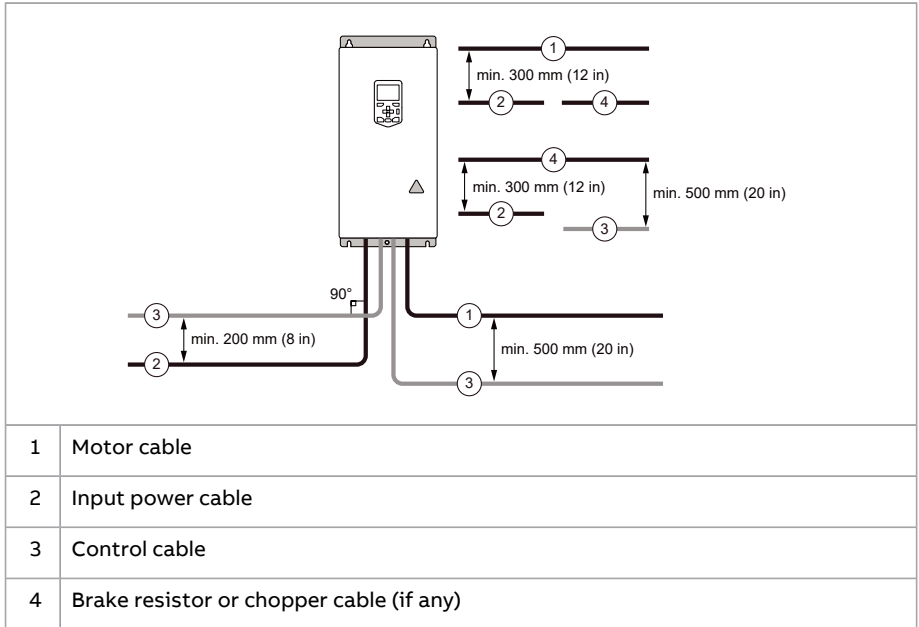 1
min. 300 mm (12 in)
2 4
4
min. 300 mm (12 in) min. 500 mm (20 in)
2
3
90°
3 1
min. 200 mm (8 in) min. 500 mm (20 in)
2
3
1 Motor cable
2 Input power cable
3 Control cable
4 Brake resistor or chopper cable (if any)